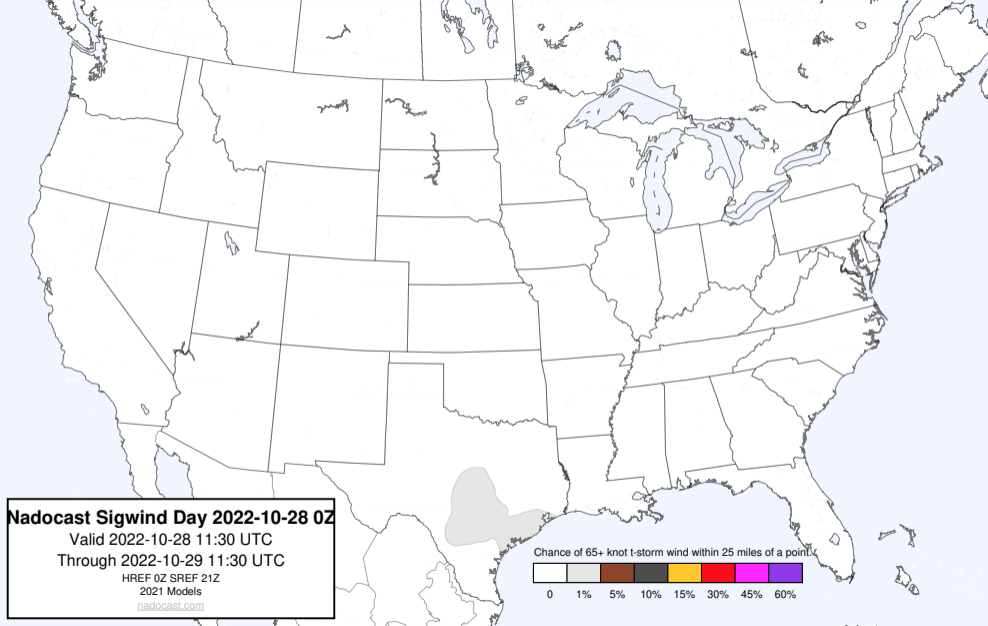 Nadocast Sigwind Day 2022-10-28 0Z
Valid 2022-10-28 11:30 UTC
Through 2022-10-29 11:30 UTC
HREF 0Z SREF 21Z
2021 Models
nadocast.com
Chance of 65+ knot t-storm wind within 25 miles of a point.
0 1% 5% 10% 15% 30% 45% 60%